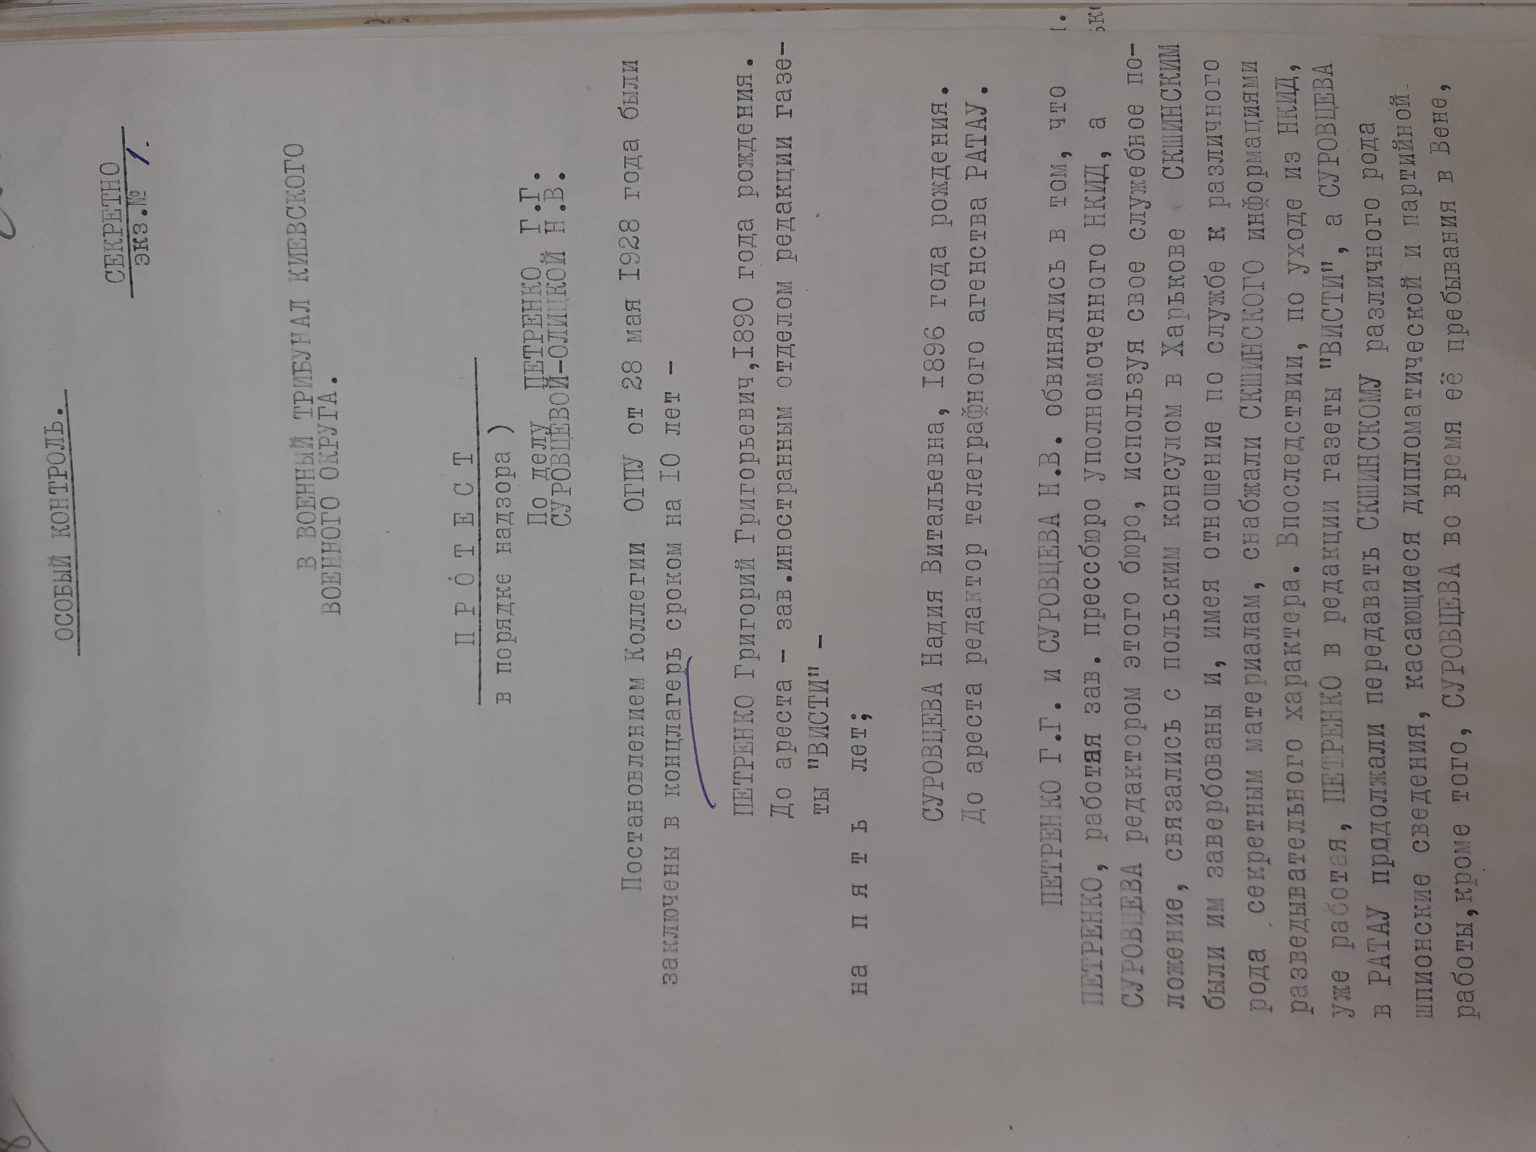 СЕКРЕТНО
экз.№ 1.
ОСОБЫЙ КОНТРОЛЬ.
В ВОЕННЫЙ ТРИБУНАЛ КИЕВСКОГО
ВОЕННОГО ОКРУГА.
П Р О Т Е С Т
в порядке надзора )
По делу ПЕТРЕНКО Г.Г.
СУРОВЦЕВОЙ-ОЛИЦКОЙ Н.В.
Постановлением Коллегии ОГПУ от 28 мая 1928 года были
заключены в концлагерь сроком на 10 лет -
ПЕТРЕНКО Григорий Григорьевич,1890 года рождения.
До ареста - зав.иностранным отделом редакции газе-
ты "ВИСТИ" -
на п я т ь лет;
СУРОВЦЕВА Надия Витальевна, 1896 года рождения.
До ареста редактор телеграфного агенства РАТАУ.
ПЕТРЕНКО Г.Г. и СУРОВЦЕВА Н.В. обвинялись в том, что
ПЕТРЕНКО, работая зав. прессбюро уполномоченного НКИД, а
СУРОВЦЕВА редактором этого бюро, используя свое служебное по-
ложение, связались с польским консулом в Харькове СКШИНСКИМ
были им завербованы и, имея отношение по службе к различного
рода секретным материалам, снабжали СКШИНСКОГО информациями
разведывательного характера. Впоследствии, по уходе из НКИД,
уже работая, ПЕТРЕНКО в редакции газеты "ВИСТИ", а СУРОВЦЕВА
в РАТАУ продолжали передавать СКШИНСКОМУ различного рода
шпионские сведения, касающиеся дипломатической и партийной
работы,кроме того, СУРОВЦЕВА во время её пребывания в Вене,